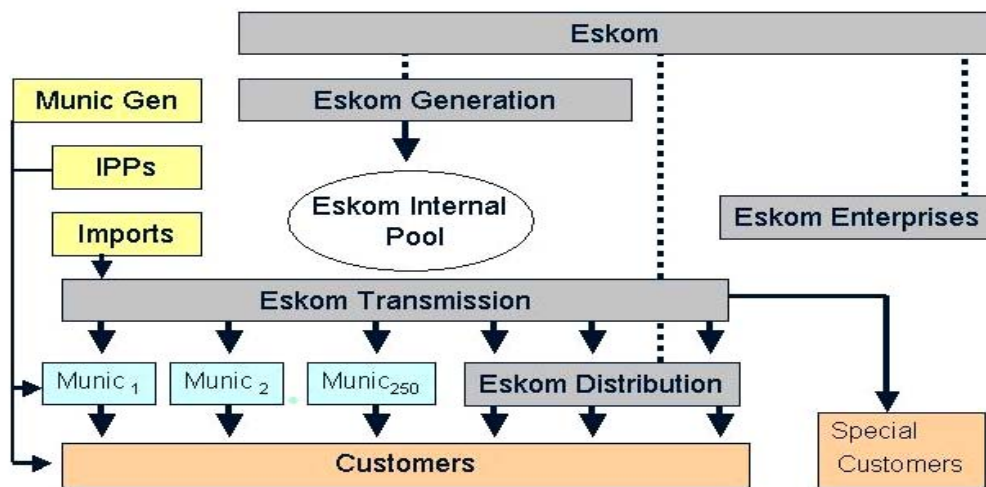 Eskom
Munic Gen
Eskom Generation
IPPs
Eskom Internal
Pool
Eskom Enterprises
Imports
Eskom Transmission
Munic 1
Munic 2
Munic250
Eskom Distribution
Special
Customers
Customers